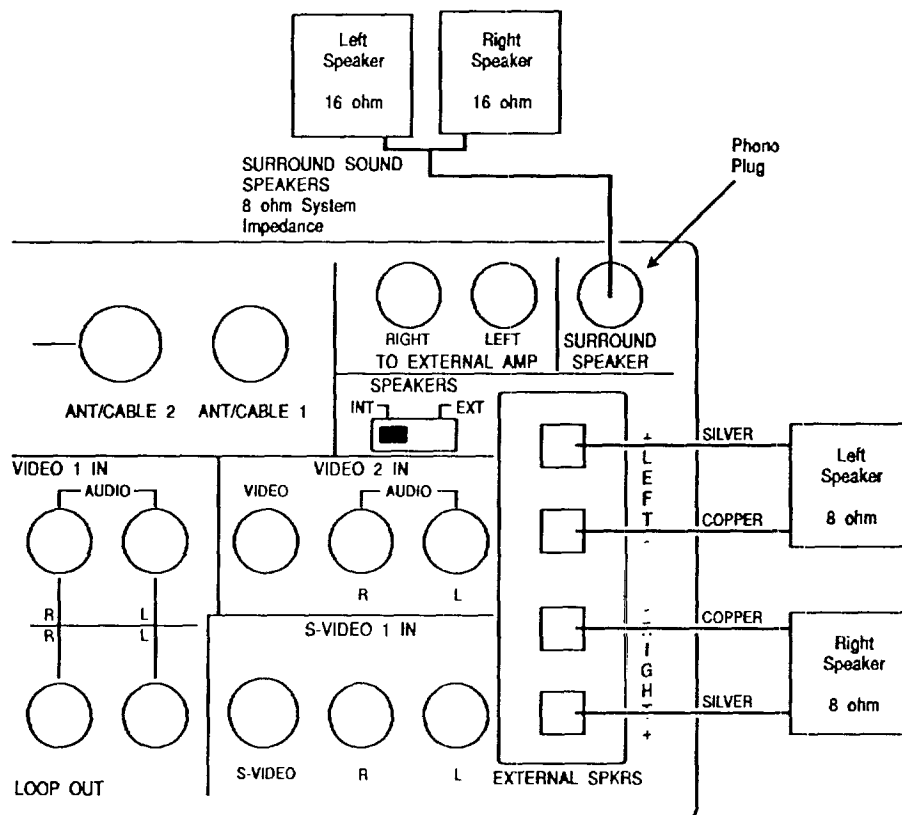 Left
Speaker
16 ohm
Right
Speaker
16 ohm
SURROUND SOUND
SPEAKERS
8 ohm System
Impedance
Phono
Plug
RIGHT
LEFT
TO EXTERNAL AMP
SURROUND
SPEAKER
ANT/CABLE 2
ANT/CABLE 1
SPEAKERS
INT
EXT
VIDEO 1 IN
AUDIO
R
L
R
L
LOOP OUT
VIDEO 2 IN
VIDEO
AUDIO
R
L
S-VIDEO 1 IN
S-VIDEO
R
L
+ LEFT -
- RIGHT +
EXTERNAL SPKRS
SILVER
COPPER
Left
Speaker
8 ohm
COPPER
SILVER
Right
Speaker
8 ohm